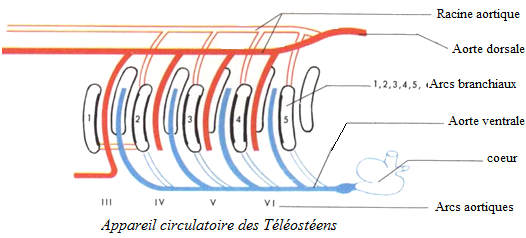 Racine aortique
Aorte dorsale
1,2,3,4,5, Arcs branchiaux
1 2 3 4 5
Aorte ventrale
coeur
III IV V VI
Arcs aortiques
Appareil circulatoire des Téléostéens